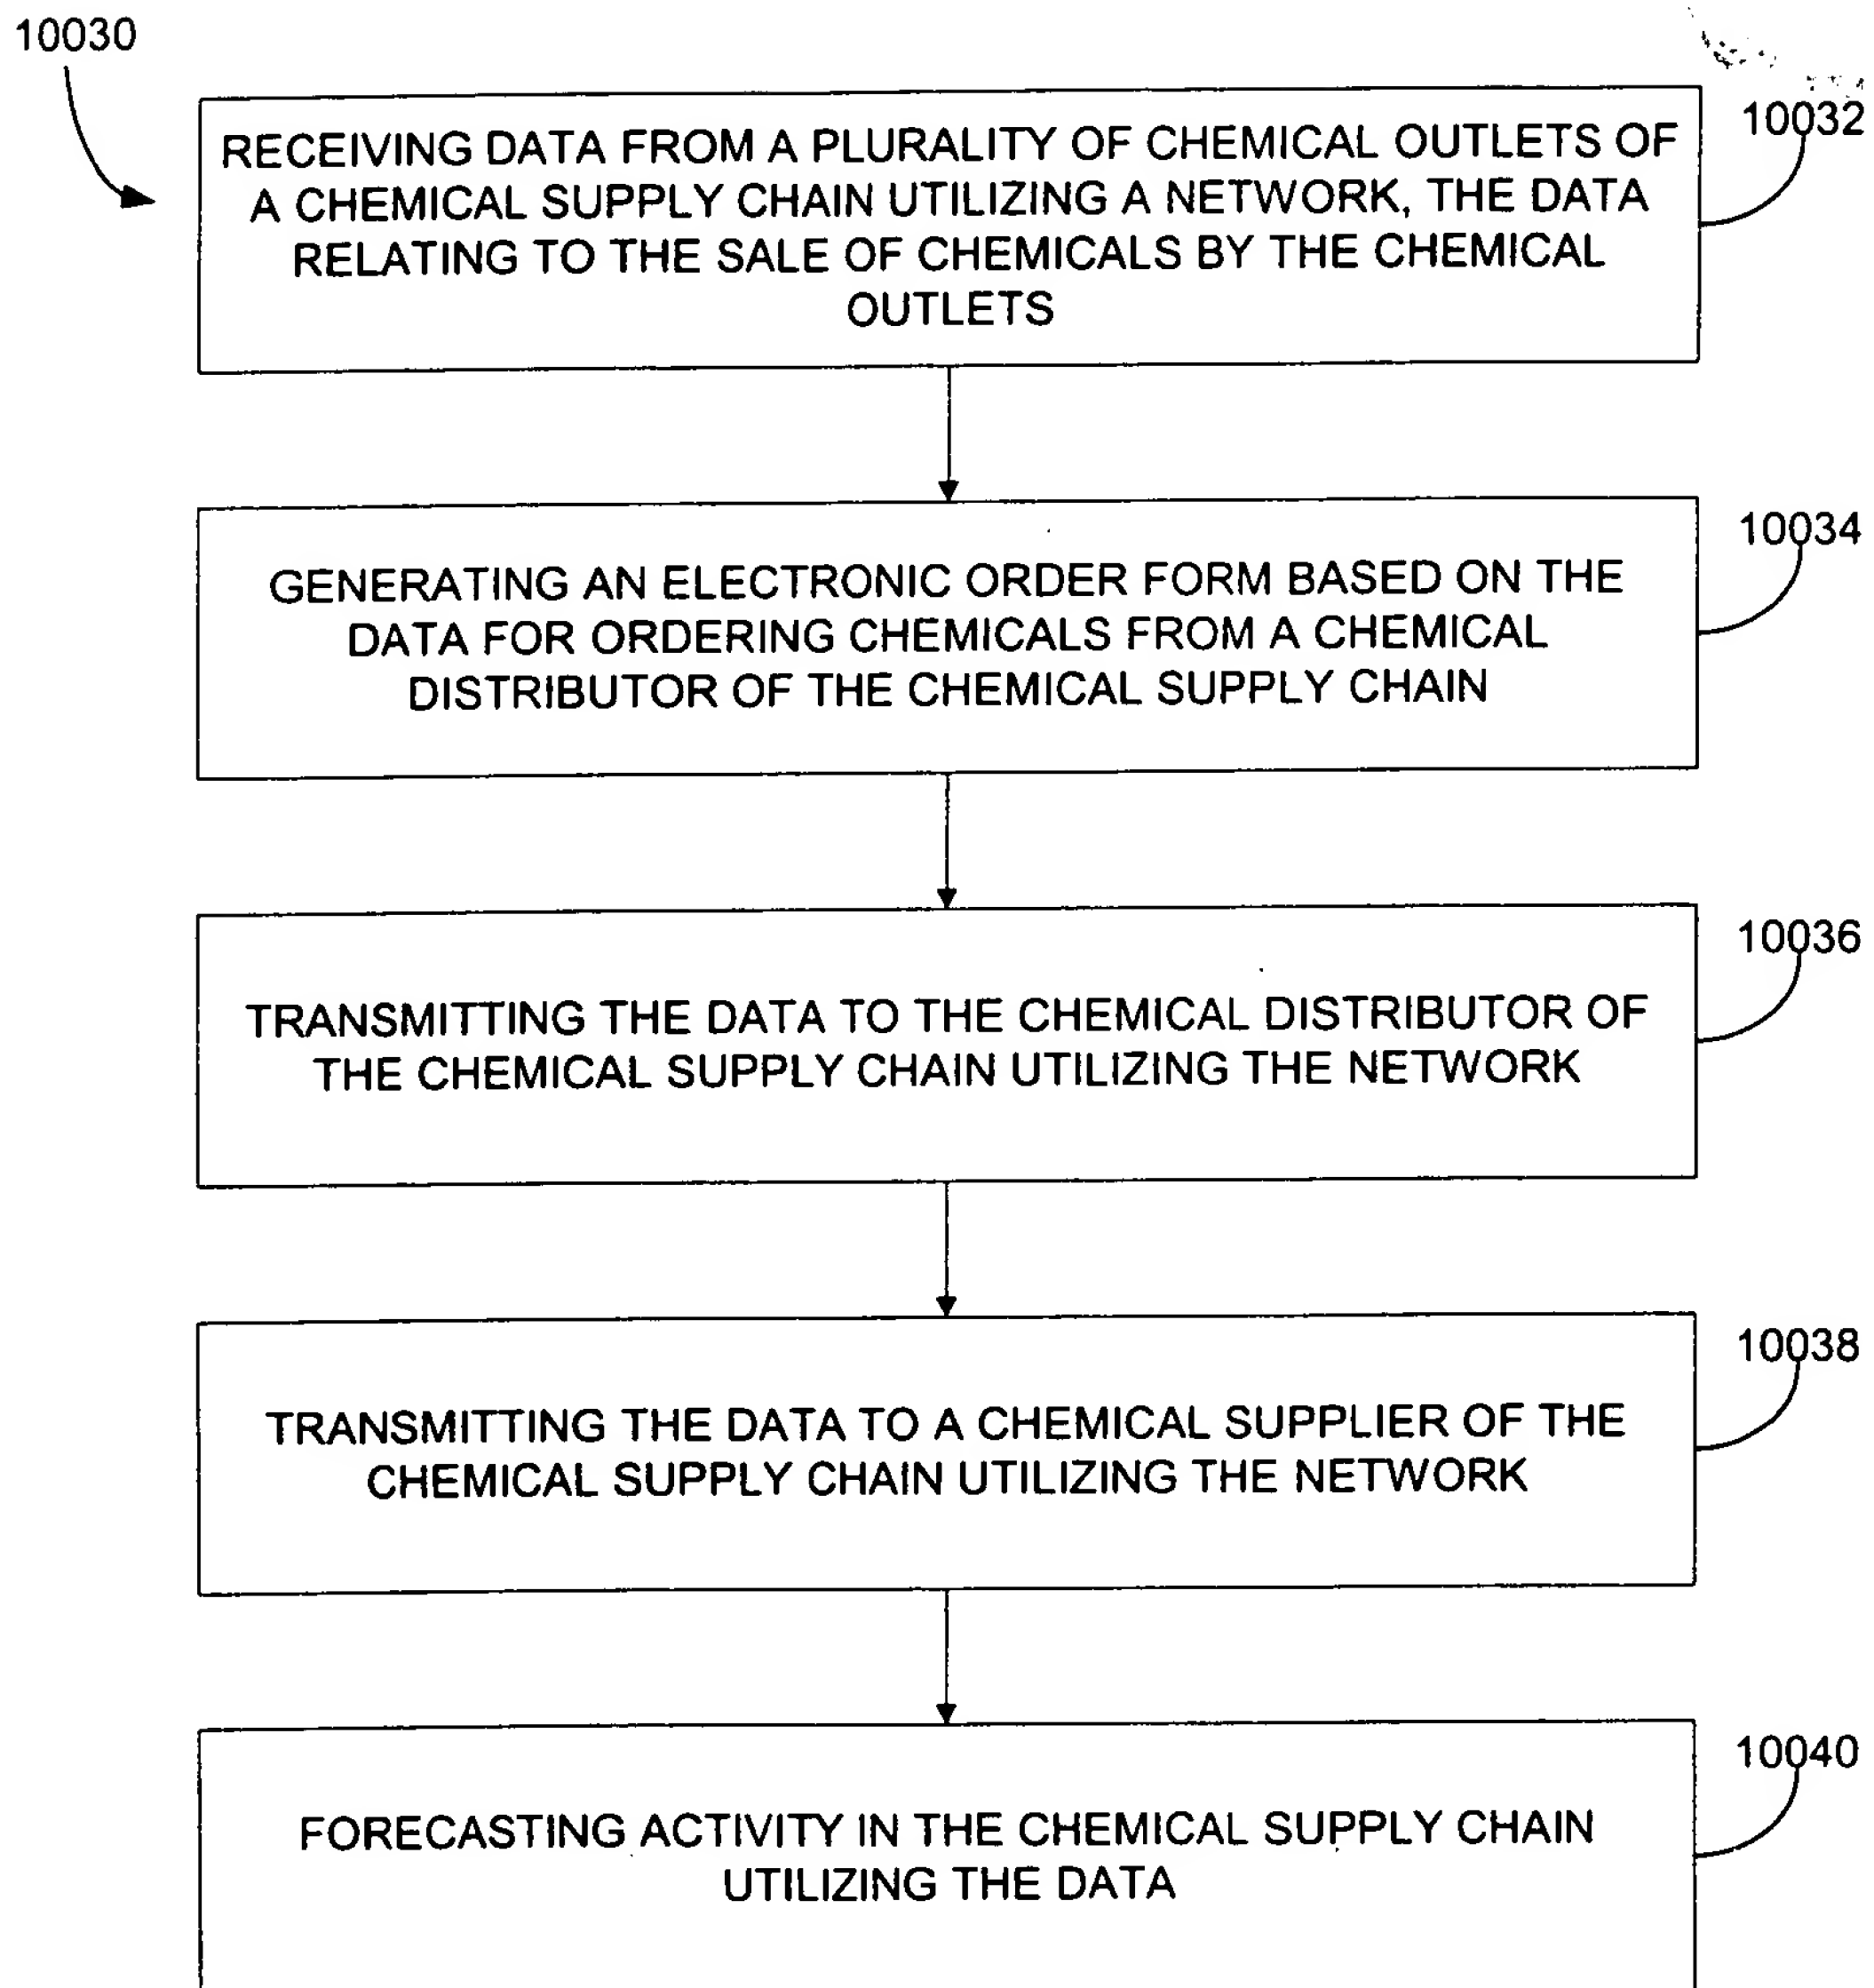 10030
10032
RECEIVING DATA FROM A PLURALITY OF CHEMICAL OUTLETS OF
A CHEMICAL SUPPLY CHAIN UTILIZING A NETWORK, THE DATA
RELATING TO THE SALE OF CHEMICALS BY THE CHEMICAL
OUTLETS
10034
GENERATING AN ELECTRONIC ORDER FORM BASED ON THE
DATA FOR ORDERING CHEMICALS FROM A CHEMICAL
DISTRIBUTOR OF THE CHEMICAL SUPPLY CHAIN
10036
TRANSMITTING THE DATA TO THE CHEMICAL DISTRIBUTOR OF
THE CHEMICAL SUPPLY CHAIN UTILIZING THE NETWORK
10038
TRANSMITTING THE DATA TO A CHEMICAL SUPPLIER OF THE
CHEMICAL SUPPLY CHAIN UTILIZING THE NETWORK
10040
FORECASTING ACTIVITY IN THE CHEMICAL SUPPLY CHAIN
UTILIZING THE DATA